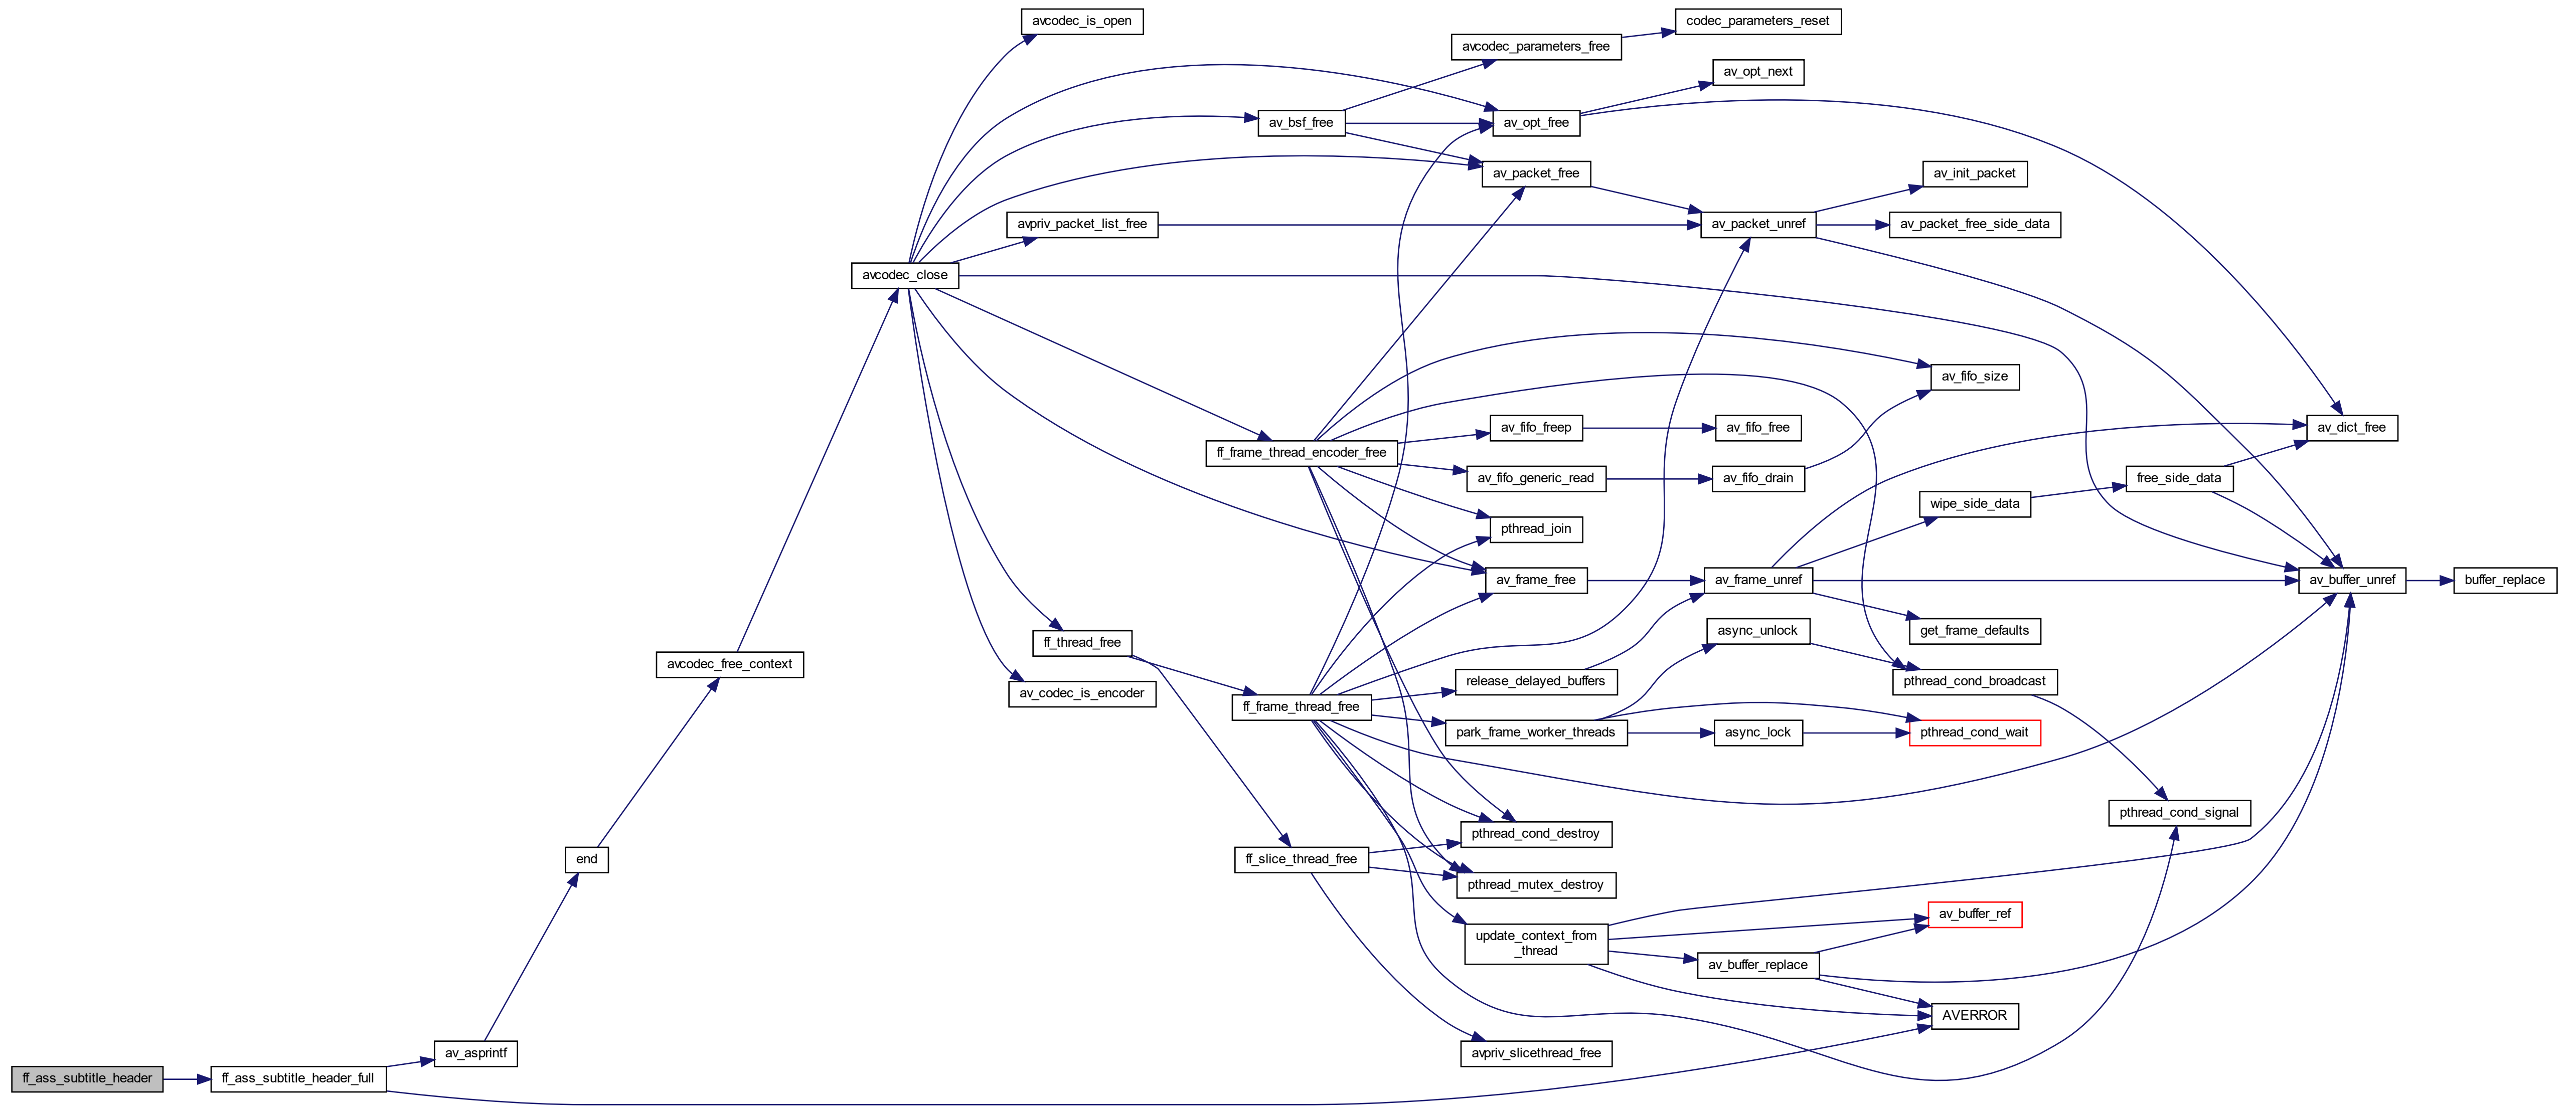 avcodec_is_open
codec_parameters_reset
avcodec_parameters_free
av_opt_next
av_bsf_free
av_opt_free
av_packet_free
av_init_packet
avpriv_packet_list_free
av_packet_unref
av_packet_free_side_data
avcodec_close
av_fifo_size
av_fifo_freep
av_fifo_free
av_dict_free
ff_frame_thread_encoder_free
av_fifo_generic_read
av_fifo_drain
free_side_data
wipe_side_data
pthread_join
av_frame_free
av_frame_unref
av_buffer_unref
buffer_replace
async_unlock
get_frame_defaults
ff_thread_free
avcodec_free_context
av_codec_is_encoder
release_delayed_buffers
pthread_cond_broadcast
ff_frame_thread_free
park_frame_worker_threads
async_lock
pthread_cond_wait
pthread_cond_signal
pthread_cond_destroy
end
ff_slice_thread_free
pthread_mutex_destroy
av_buffer_ref
update_context_from
_thread
av_buffer_replace
AVERROR
av_asprintf
avpriv_slicethread_free
ff_ass_subtitle_header
ff_ass_subtitle_header_full